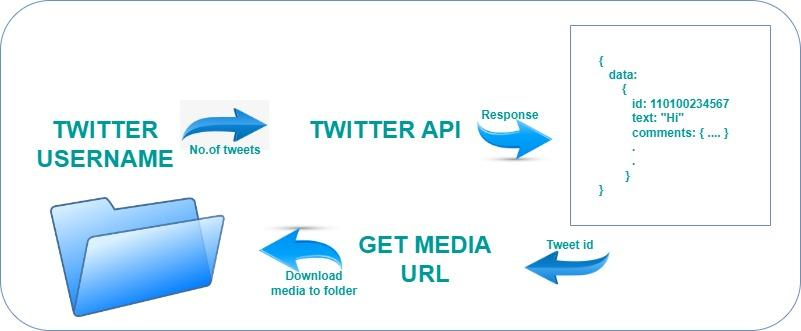 TWITTER
USERNAME
No.of tweets
TWITTER API
Response
{
data:
{
id: 110100234567
text: "Hi"
comments: { .... }
.
.
}
}
Tweet id
GET MEDIA
URL
Download
media to folder